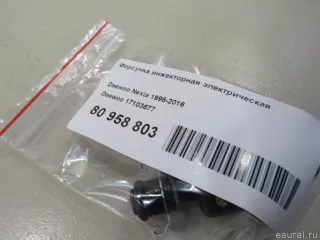 Форсунка инжекторная электрическая
Daewoo Nexia 1995-2016
Daewoo 17103677
80 958 803
© eaural.ru